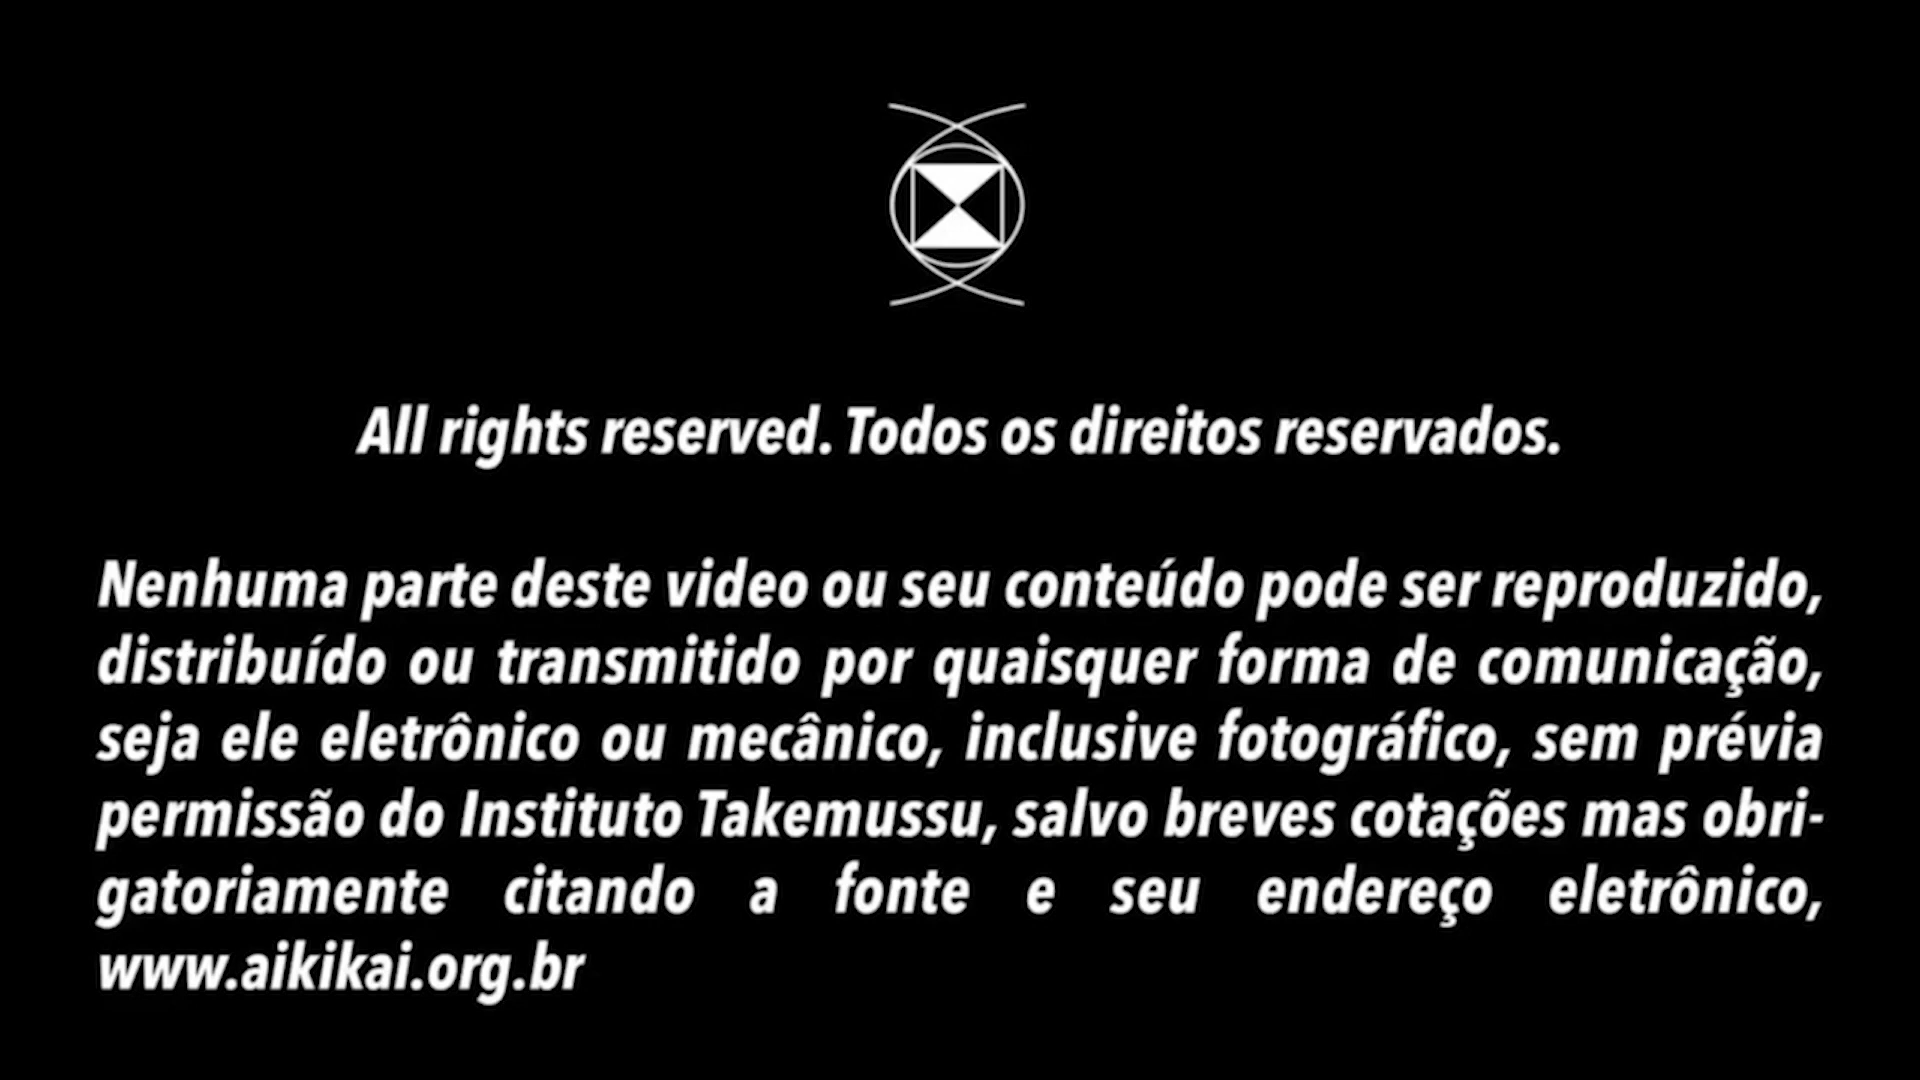 All rights reserved. Todos os direitos reservados.
Nenhuma parte deste video ou seu conteúdo pode ser reproduzido,
distribuído ou transmitido por quaisquer forma de comunicação,
seja ele eletrônico ou mecânico, inclusive fotográfico, sem prévia
permissão do Instituto Takemussu, salvo breves cotações mas obri-
gatoriamente citando a fonte e seu endereço eletrônico,
www.aikikai.org.br